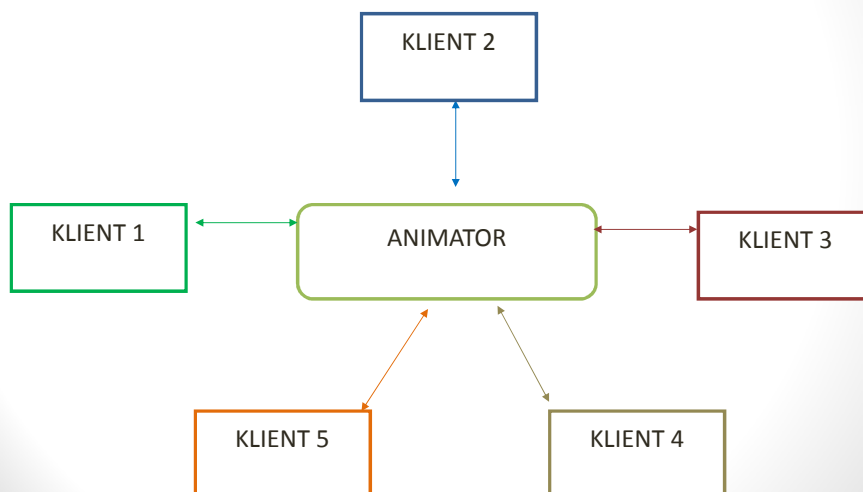 KLIENT 2
KLIENT 1
ANIMATOR
KLIENT 3
KLIENT 5
KLIENT 4